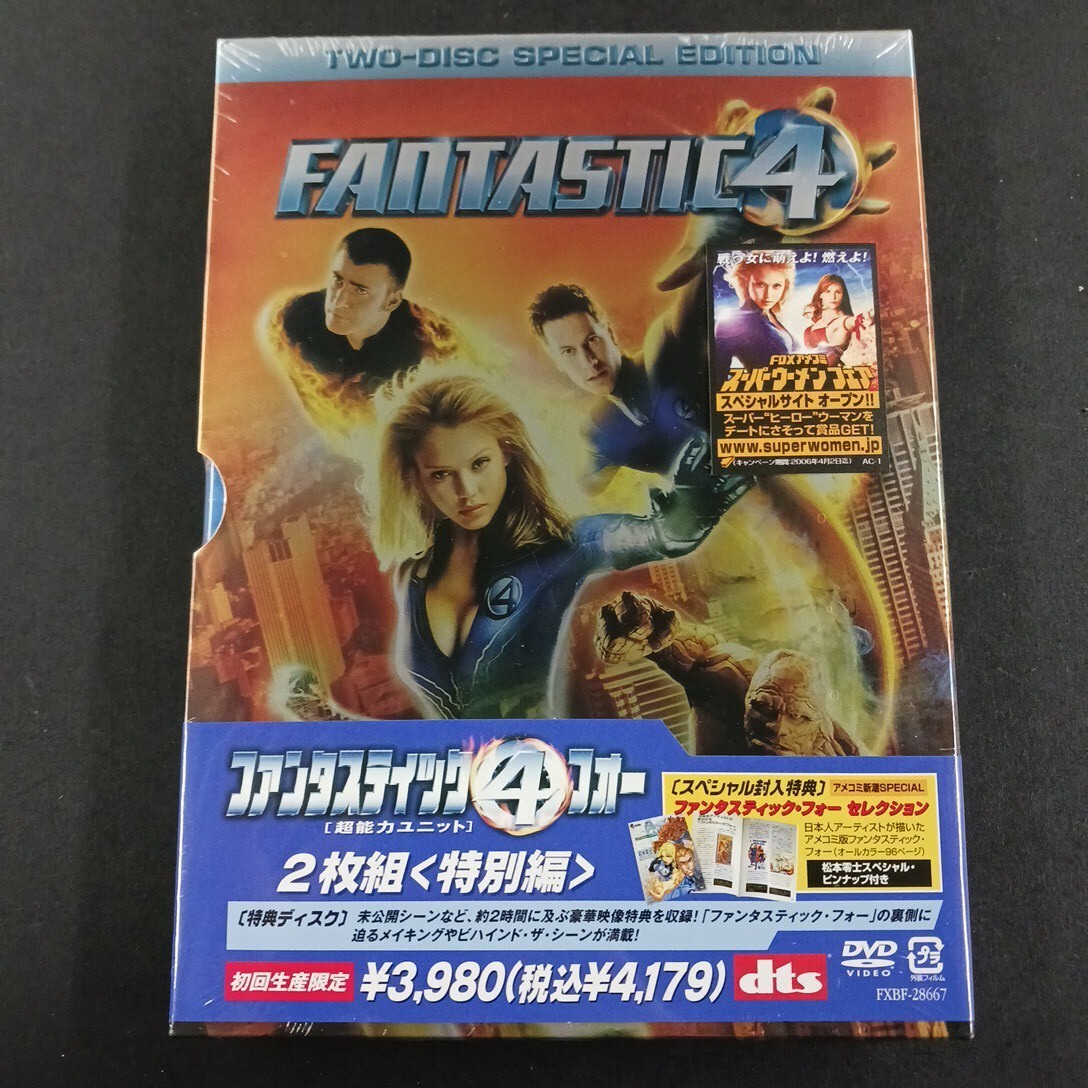 TWO-DISC SPECIAL EDITION
FANTASTIC 4
戦う女に萌えよ! 燃えよ!
FOXアメコミ
スーパーウーメンフェア
スペシャルサイト オープン!!
スーパー“ヒーロー”ウーマンを
デートにさそって賞品GET!
www.superwomen.jp
(キャンペーン期間:2006年4月2日迄) AC-1
4
ファンタスティック4フォー
[超能力ユニット]
2枚組<特別編>
[スペシャル封入特典] アメコミ新潮SPECIAL
ファンタスティック・フォー セレクション
日本人アーティストが描いた
アメコミ版ファンタスティック・
フォー(オールカラー96ページ)
松本零士スペシャル・
ピンナップ付き
[特典ディスク] 未公開シーンなど、約2時間に及ぶ豪華映像特典を収録!「ファンタスティック・フォー」の裏側に
迫るメイキングやビハインド・ザ・シーンが満載!
初回生産限定 ¥3,980(税込¥4,179) dts
DVD
VIDEO
プラ
外装フィルム
FXBF-28667